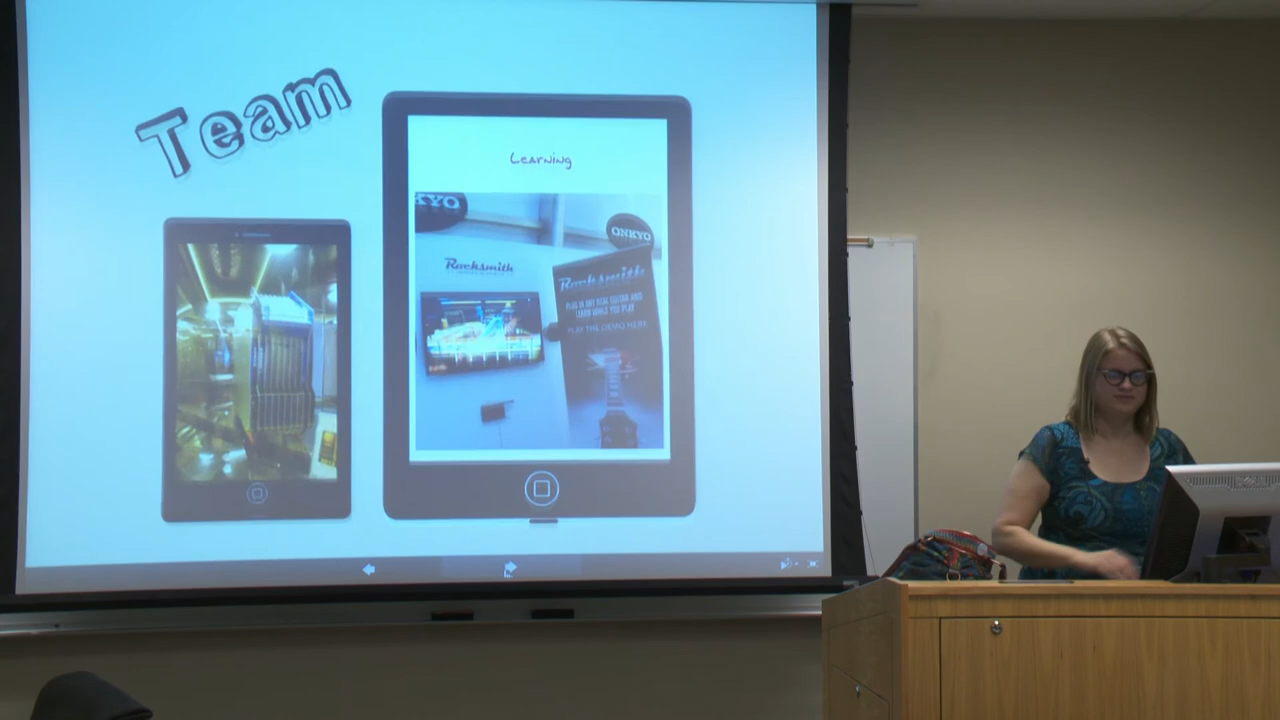 Team
Learning
KYO
ONKYO
Rocksmith
Rocksmith
PLUG IN ANY REAL GUITAR AND
LEARN WHILE YOU PLAY
PLAY THE DEMO HERE